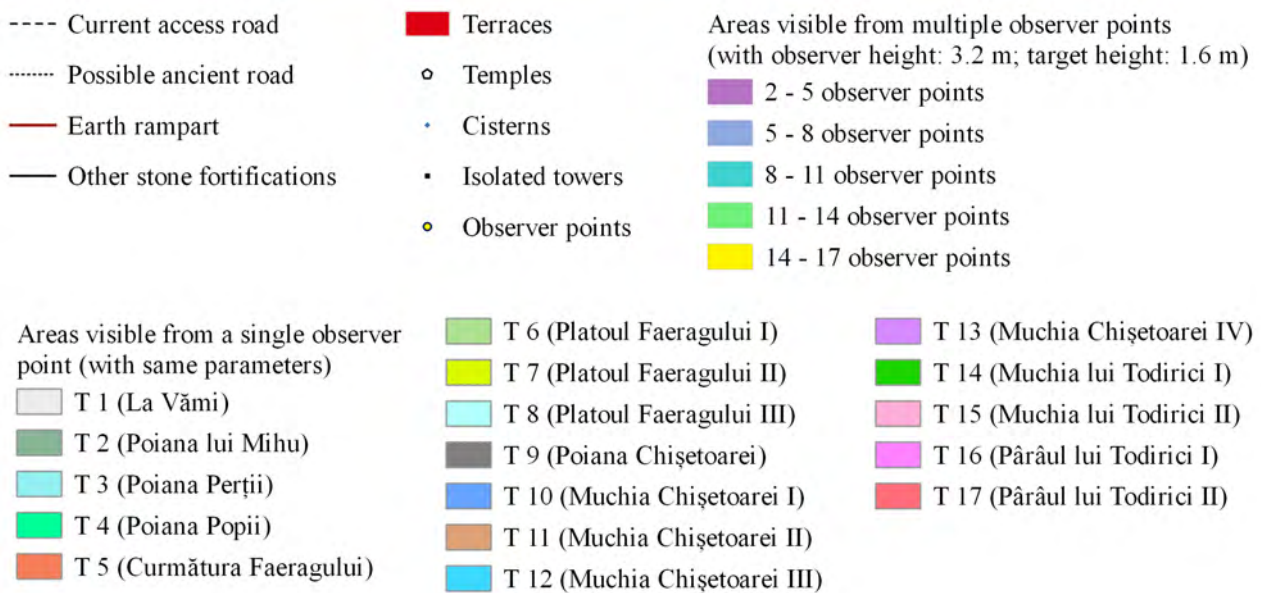 Current access road
Possible ancient road
Earth rampart
Other stone fortifications
Terraces
Temples
Cisterns
Isolated towers
Observer points
Areas visible from multiple observer points
(with observer height: 3.2 m; target height: 1.6 m)
2 - 5 observer points
5 - 8 observer points
8 - 11 observer points
11 - 14 observer points
14 - 17 observer points
Areas visible from a single observer
point (with same parameters)
T 1 (La Vămi)
T 2 (Poiana lui Mihu)
T 3 (Poiana Perții)
T 4 (Poiana Popii)
T 5 (Curmătura Faeragului)
T 6 (Platoul Faeragului I)
T 7 (Platoul Faeragului II)
T 8 (Platoul Faeragului III)
T 9 (Poiana Chișetoarei)
T 10 (Muchia Chișetoarei I)
T 11 (Muchia Chișetoarei II)
T 12 (Muchia Chișetoarei III)
T 13 (Muchia Chișetoarei IV)
T 14 (Muchia lui Todirici I)
T 15 (Muchia lui Todirici II)
T 16 (Pârâul lui Todirici I)
T 17 (Pârâul lui Todirici II)